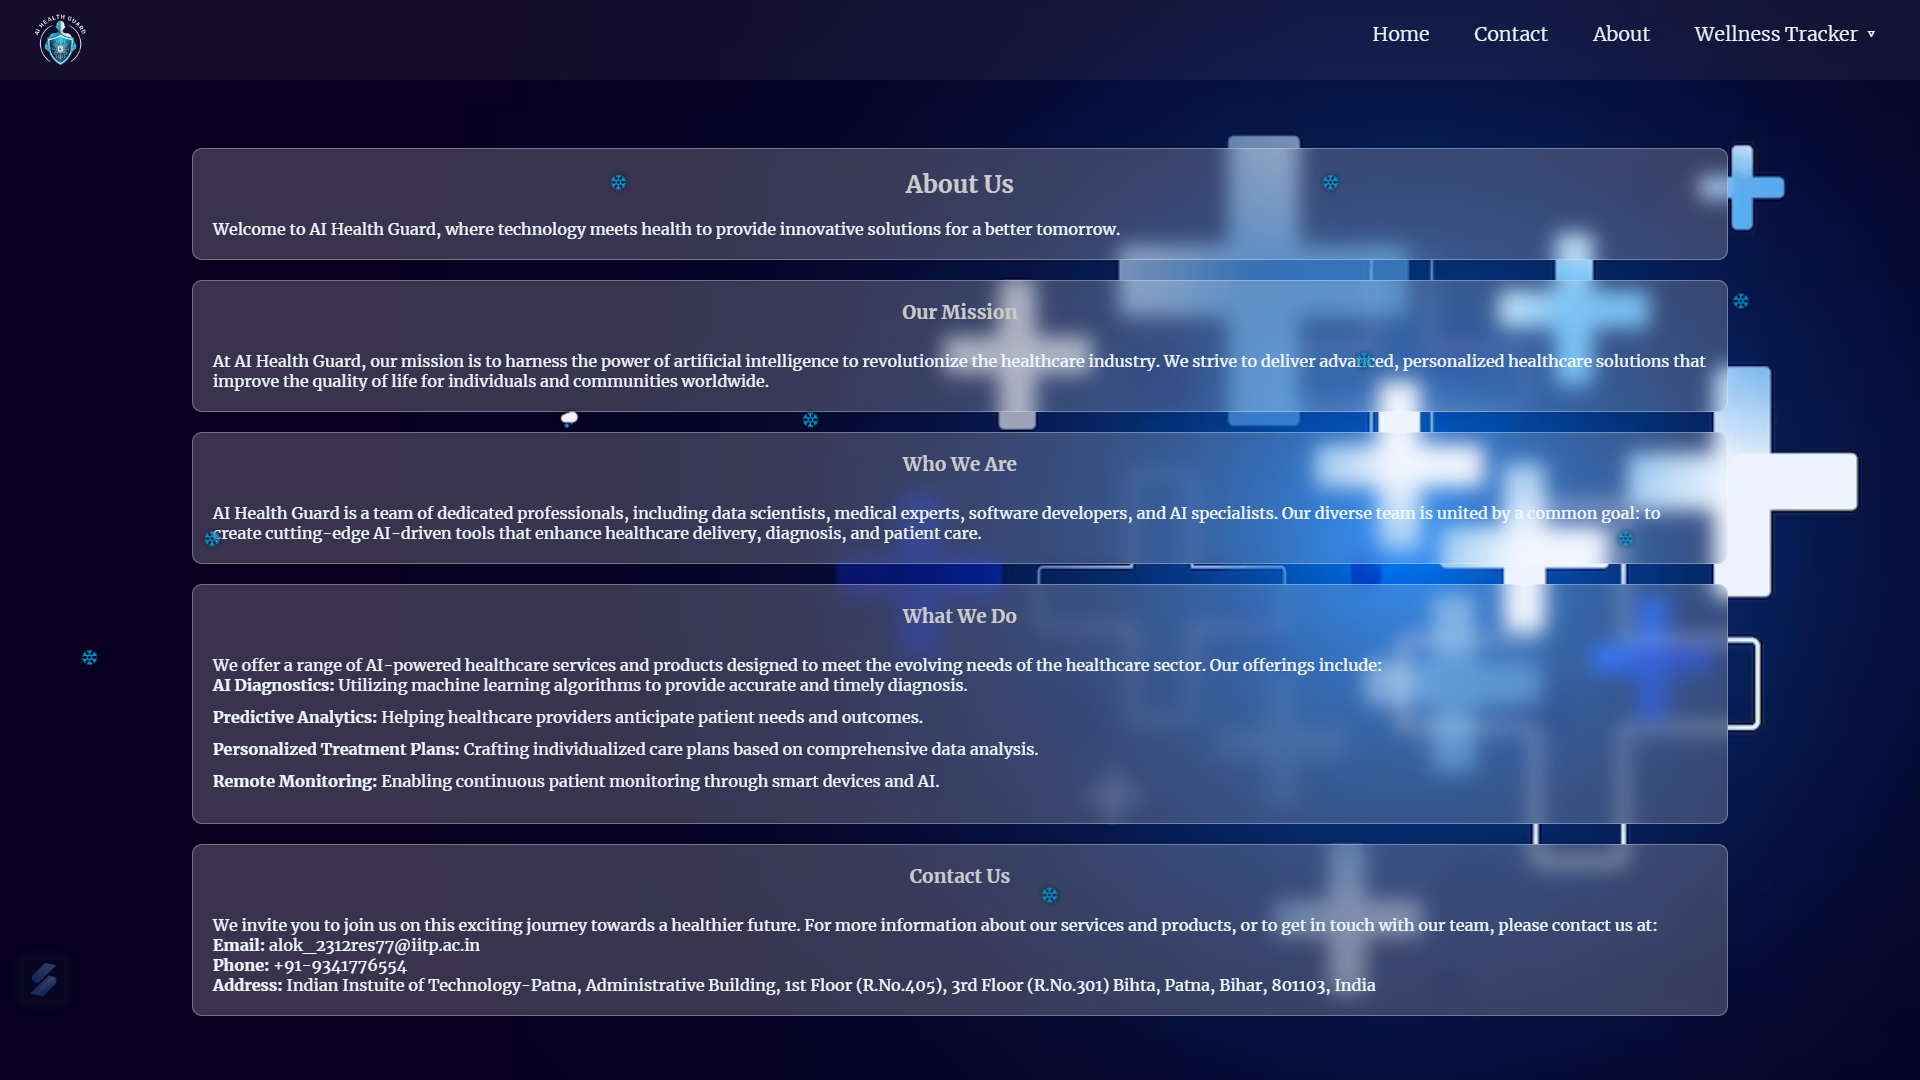 AI HEALTH GUARD
Home
Contact
About
Wellness Tracker ▾
About Us
Welcome to AI Health Guard, where technology meets health to provide innovative solutions for a better tomorrow.
Our Mission
At AI Health Guard, our mission is to harness the power of artificial intelligence to revolutionize the healthcare industry. We strive to deliver advanced, personalized healthcare solutions that
improve the quality of life for individuals and communities worldwide.
Who We Are
AI Health Guard is a team of dedicated professionals, including data scientists, medical experts, software developers, and AI specialists. Our diverse team is united by a common goal: to
create cutting-edge AI-driven tools that enhance healthcare delivery, diagnosis, and patient care.
What We Do
We offer a range of AI-powered healthcare services and products designed to meet the evolving needs of the healthcare sector. Our offerings include:
AI Diagnostics: Utilizing machine learning algorithms to provide accurate and timely diagnosis.
Predictive Analytics: Helping healthcare providers anticipate patient needs and outcomes.
Personalized Treatment Plans: Crafting individualized care plans based on comprehensive data analysis.
Remote Monitoring: Enabling continuous patient monitoring through smart devices and AI.
Contact Us
We invite you to join us on this exciting journey towards a healthier future. For more information about our services and products, or to get in touch with our team, please contact us at:
Email: alok_2312res77@iitp.ac.in
Phone: +91-9341776554
Address: Indian Instuite of Technology-Patna, Administrative Building, 1st Floor (R.No.405), 3rd Floor (R.No.301) Bihta, Patna, Bihar, 801103, India